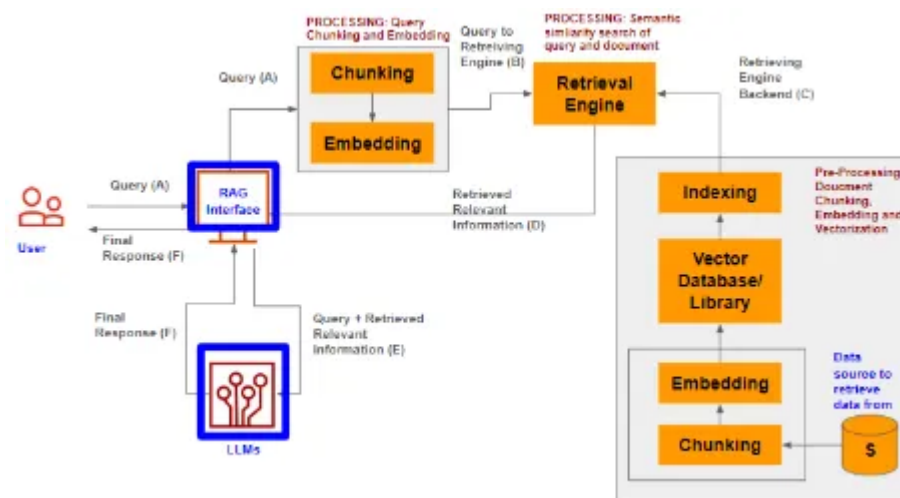 PROCESSING: Query
Chunking and Embedding
Query to
Retreiving
Engine (B)
PROCESSING: Semantic
similarity search of
query and document
Query (A)
Chunking
Embedding
Retrieval
Engine
Retrieving
Engine
Backend (C)
Query (A)
RAG
Interface
User
Final
Response (F)
Retrieved
Relevant
Information (D)
Indexing
Pre-Processing
Doucment
Chunking,
Embedding and
Vectorization
Vector
Database/
Library
Final
Response (F)
Query + Retrieved
Relevant
Information (E)
LLMs
Embedding
Chunking
Data
source to
retrieve
data from
$